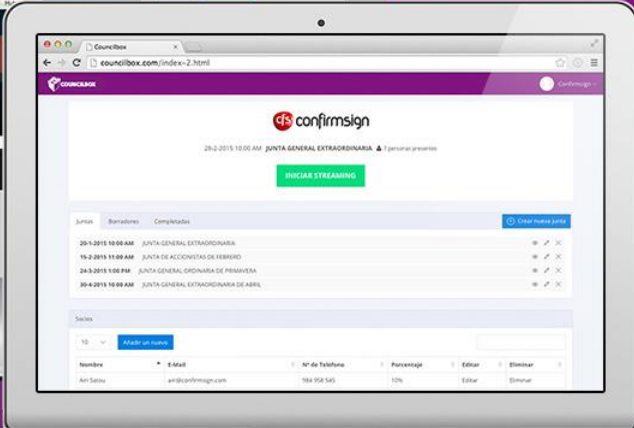 Councilbox
councilbox.com/index-2.html
COUNCILBOX
Confirmsign
cfs confirmsign
28-2-2015 10:00 AM JUNTA GENERAL EXTRAORDINARIA 7 personas presentes
INICIAR STREAMING
Juntas Borradores Completadas Crear nueva junta
20-1-2015 10:00 AM JUNTA GENERAL EXTRAORDINARIA
15-2-2015 11:00 AM JUNTA DE ACCIONISTAS DE FEBRERO
24-3-2015 1:00 PM JUNTA GENERAL ORDINARIA DE PRIMAVERA
30-4-2015 10:00 AM JUNTA GENERAL EXTRAORDINARIA DE ABRIL
Socios
10 Añadir un nuevo
Nombre E-Mail Nº de Teléfono Porcentaje Editar Eliminar
Airi Satou airi@confirmsign.com 984 958 545 10% Editar Eliminar